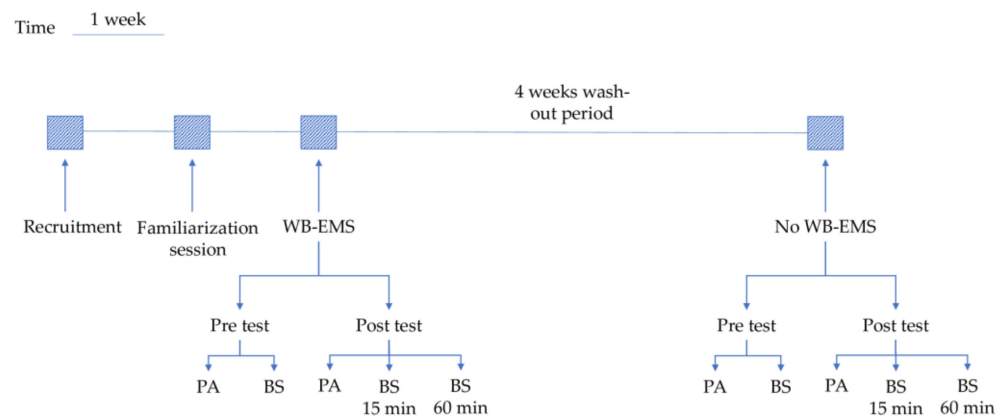 Time
1 week
4 weeks wash-
out period
Recruitment
Familiarization
session
WB-EMS
No WB-EMS
Pre test
Post test
Pre test
Post test
PA
BS
PA
BS
15 min
BS
60 min
PA
BS
PA
BS
15 min
BS
60 min